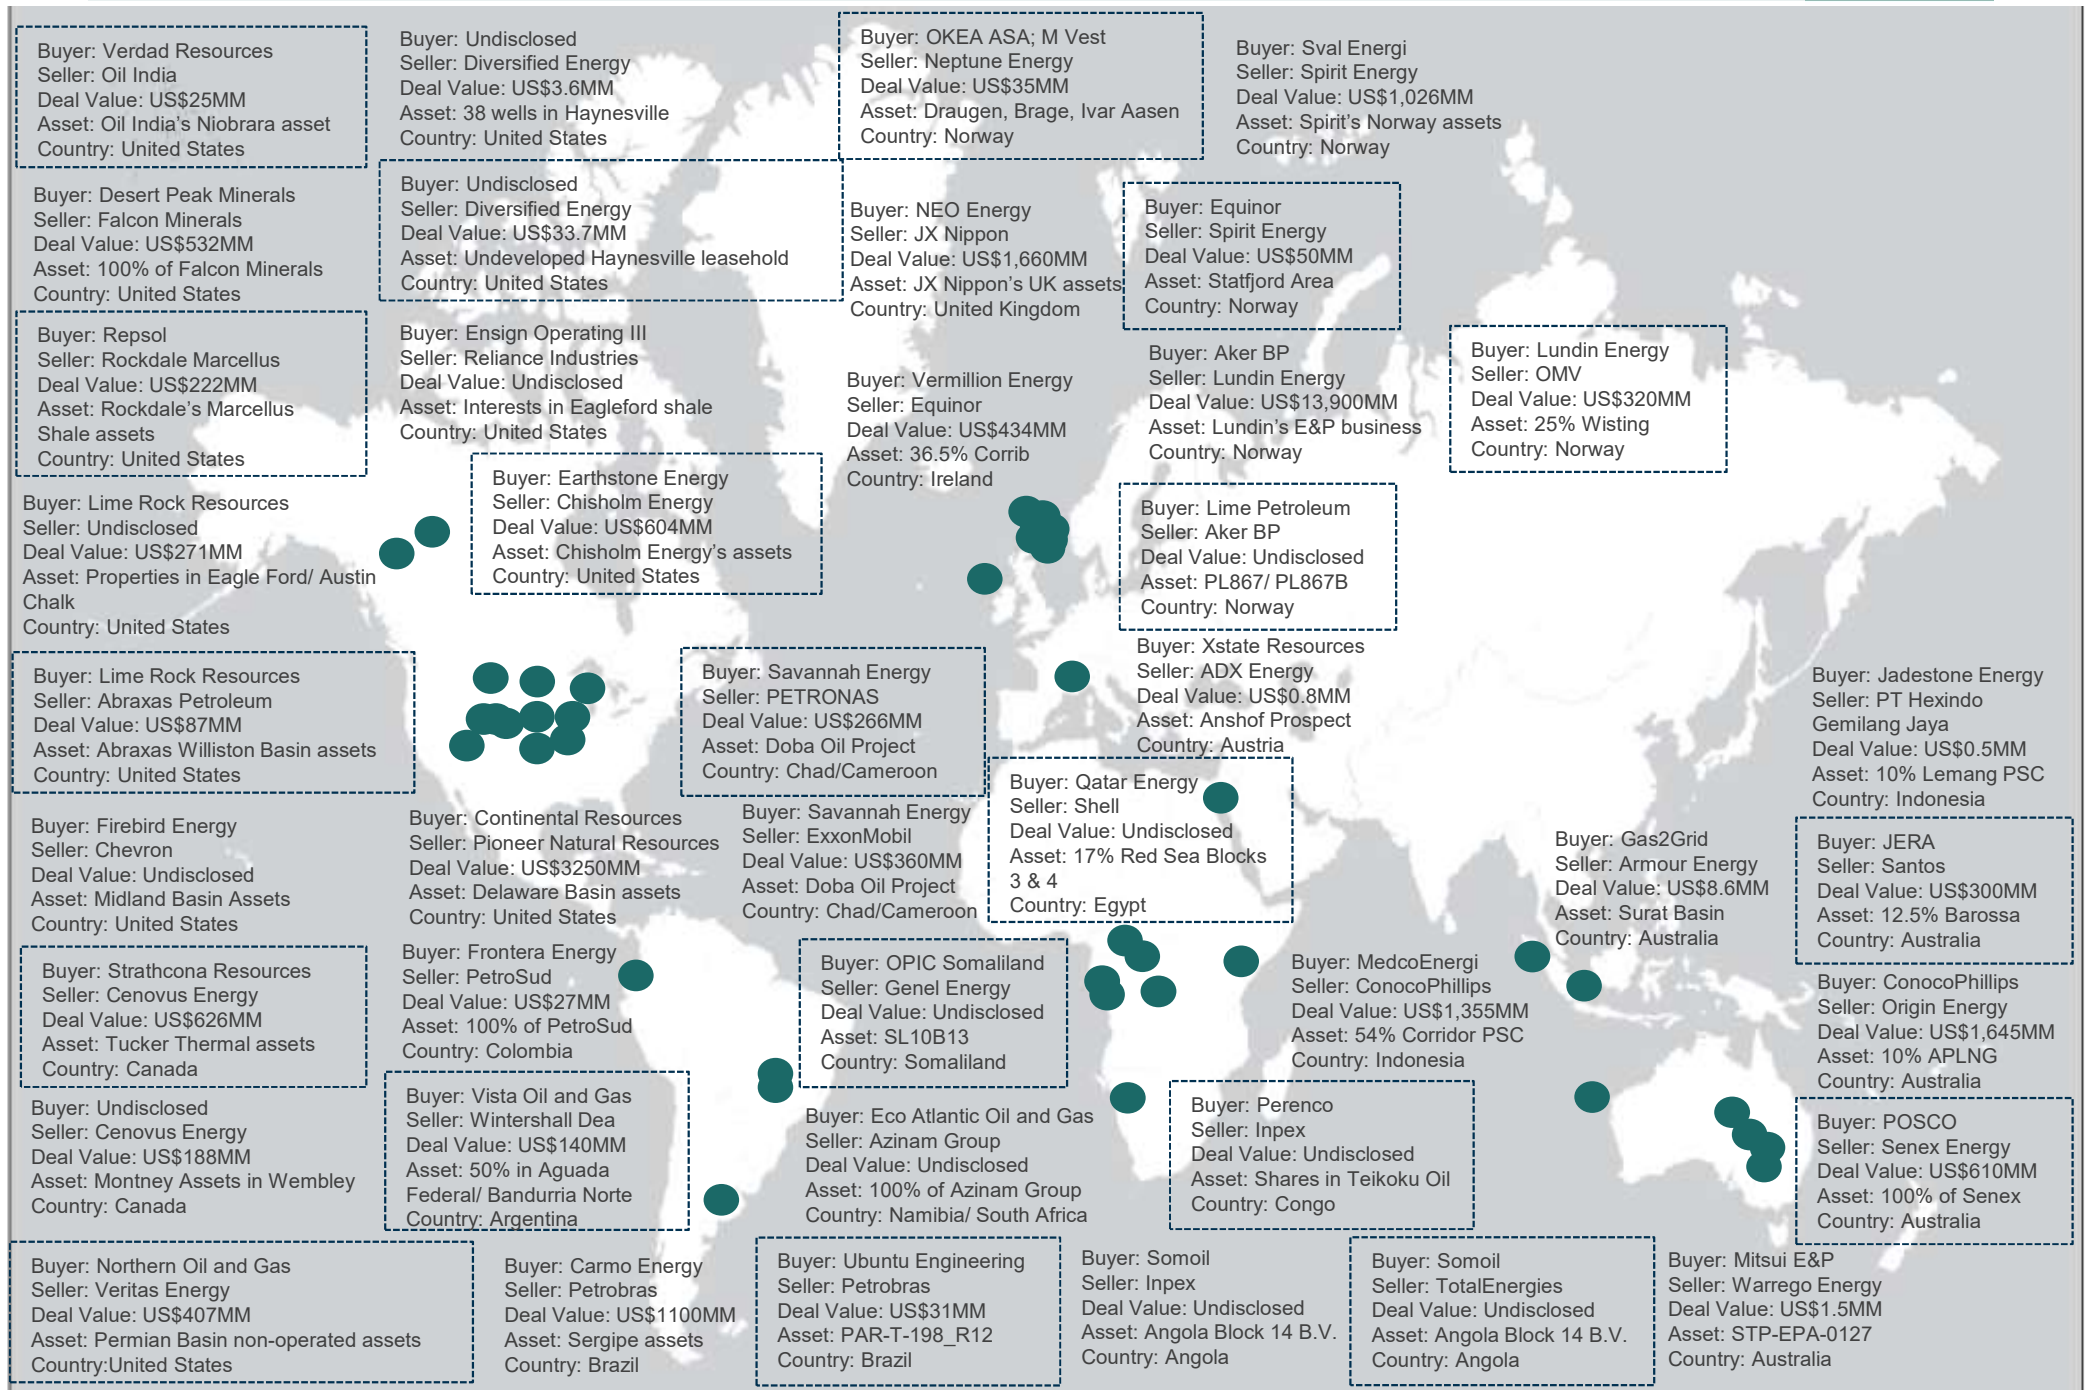 Buyer: Verdad Resources
Seller: Oil India
Deal Value: US$25MM
Asset: Oil India's Niobrara asset
Country: United States
Buyer: Undisclosed
Seller: Diversified Energy
Deal Value: US$3.6MM
Asset: 38 wells in Haynesville
Country: United States
Buyer: OKEA ASA; M Vest
Seller: Neptune Energy
Deal Value: US$35MM
Asset: Draugen, Brage, Ivar Aasen
Country: Norway
Buyer: Sval Energi
Seller: Spirit Energy
Deal Value: US$1,026MM
Asset: Spirit's Norway assets
Country: Norway
Buyer: Desert Peak Minerals
Seller: Falcon Minerals
Deal Value: US$532MM
Asset: 100% of Falcon Minerals
Country: United States
Buyer: Undisclosed
Seller: Diversified Energy
Deal Value: US$33.7MM
Asset: Undeveloped Haynesville leasehold
Country: United States
Buyer: NEO Energy
Seller: JX Nippon
Deal Value: US$1,660MM
Asset: JX Nippon's UK assets
Country: United Kingdom
Buyer: Equinor
Seller: Spirit Energy
Deal Value: US$50MM
Asset: Statfjord Area
Country: Norway
Buyer: Repsol
Seller: Rockdale Marcellus
Deal Value: US$222MM
Asset: Rockdale's Marcellus
Shale assets
Country: United States
Buyer: Ensign Operating III
Seller: Reliance Industries
Deal Value: Undisclosed
Asset: Interests in Eagleford shale
Country: United States
Buyer: Vermillion Energy
Seller: Equinor
Deal Value: US$434MM
Asset: 36.5% Corrib
Country: Ireland
Buyer: Aker BP
Seller: Lundin Energy
Deal Value: US$13,900MM
Asset: Lundin's E&P business
Country: Norway
Buyer: Lundin Energy
Seller: OMV
Deal Value: US$320MM
Asset: 25% Wisting
Country: Norway
Buyer: Lime Rock Resources
Seller: Undisclosed
Deal Value: US$271MM
Asset: Properties in Eagle Ford/ Austin
Chalk
Country: United States
Buyer: Earthstone Energy
Seller: Chisholm Energy
Deal Value: US$604MM
Asset: Chisholm Energy's assets
Country: United States
Buyer: Lime Petroleum
Seller: Aker BP
Deal Value: Undisclosed
Asset: PL867/ PL867B
Country: Norway
Buyer: Lime Rock Resources
Seller: Abraxas Petroleum
Deal Value: US$87MM
Asset: Abraxas Williston Basin assets
Country: United States
Buyer: Savannah Energy
Seller: PETRONAS
Deal Value: US$266MM
Asset: Doba Oil Project
Country: Chad/Cameroon
Buyer: Xstate Resources
Seller: ADX Energy
Deal Value: US$0.8MM
Asset: Anshof Prospect
Country: Austria
Buyer: Jadestone Energy
Seller: PT Hexindo
Gemilang Jaya
Deal Value: US$0.5MM
Asset: 10% Lemang PSC
Country: Indonesia
Buyer: Firebird Energy
Seller: Chevron
Deal Value: Undisclosed
Asset: Midland Basin Assets
Country: United States
Buyer: Continental Resources
Seller: Pioneer Natural Resources
Deal Value: US$3250MM
Asset: Delaware Basin assets
Country: United States
Buyer: Savannah Energy
Seller: ExxonMobil
Deal Value: US$360MM
Asset: Doba Oil Project
Country: Chad/Cameroon
Buyer: Qatar Energy
Seller: Shell
Deal Value: Undisclosed
Asset: 17% Red Sea Blocks
3 & 4
Country: Egypt
Buyer: Gas2Grid
Seller: Armour Energy
Deal Value: US$8.6MM
Asset: Surat Basin
Country: Australia
Buyer: JERA
Seller: Santos
Deal Value: US$300MM
Asset: 12.5% Barossa
Country: Australia
Buyer: Strathcona Resources
Seller: Cenovus Energy
Deal Value: US$626MM
Asset: Tucker Thermal assets
Country: Canada
Buyer: Frontera Energy
Seller: PetroSud
Deal Value: US$27MM
Asset: 100% of PetroSud
Country: Colombia
Buyer: OPIC Somaliland
Seller: Genel Energy
Deal Value: Undisclosed
Asset: SL10B13
Country: Somaliland
Buyer: MedcoEnergi
Seller: ConocoPhillips
Deal Value: US$1,355MM
Asset: 54% Corridor PSC
Country: Indonesia
Buyer: ConocoPhillips
Seller: Origin Energy
Deal Value: US$1,645MM
Asset: 10% APLNG
Country: Australia
Buyer: Undisclosed
Seller: Cenovus Energy
Deal Value: US$188MM
Asset: Montney Assets in Wembley
Country: Canada
Buyer: Vista Oil and Gas
Seller: Wintershall Dea
Deal Value: US$140MM
Asset: 50% in Aguada
Federal/ Bandurria Norte
Country: Argentina
Buyer: Eco Atlantic Oil and Gas
Seller: Azinam Group
Deal Value: Undisclosed
Asset: 100% of Azinam Group
Country: Namibia/ South Africa
Buyer: Perenco
Seller: Inpex
Deal Value: Undisclosed
Asset: Shares in Teikoku Oil
Country: Congo
Buyer: POSCO
Seller: Senex Energy
Deal Value: US$610MM
Asset: 100% of Senex
Country: Australia
Buyer: Northern Oil and Gas
Seller: Veritas Energy
Deal Value: US$407MM
Asset: Permian Basin non-operated assets
Country:United States
Buyer: Carmo Energy
Seller: Petrobras
Deal Value: US$1100MM
Asset: Sergipe assets
Country: Brazil
Buyer: Ubuntu Engineering
Seller: Petrobras
Deal Value: US$31MM
Asset: PAR-T-198_R12
Country: Brazil
Buyer: Somoil
Seller: Inpex
Deal Value: Undisclosed
Asset: Angola Block 14 B.V.
Country: Angola
Buyer: Somoil
Seller: TotalEnergies
Deal Value: Undisclosed
Asset: Angola Block 14 B.V.
Country: Angola
Buyer: Mitsui E&P
Seller: Warrego Energy
Deal Value: US$1.5MM
Asset: STP-EPA-0127
Country: Australia